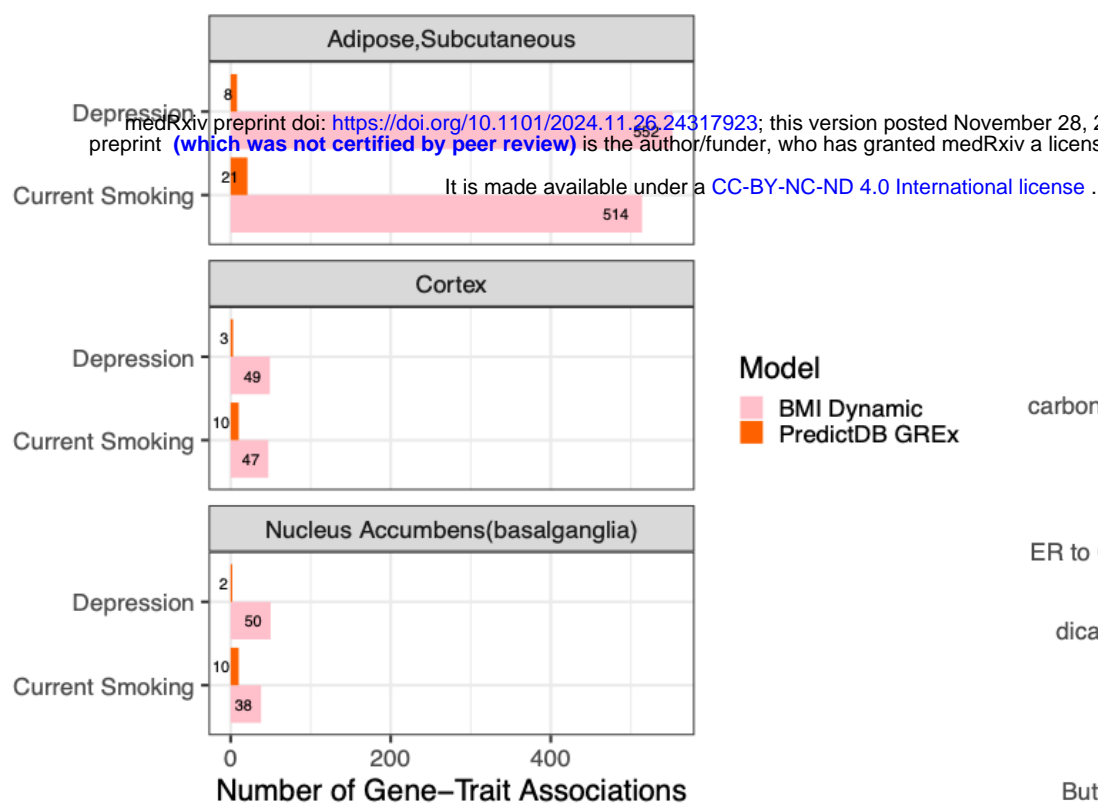 Adipose,Subcutaneous
8
Depression
552
medRxiv preprint doi: https://doi.org/10.1101/2024.11.26.24317923; this version posted November 28, 2
preprint (which was not certified by peer review) is the author/funder, who has granted medRxiv a licens
21
Current Smoking
514
It is made available under a CC-BY-NC-ND 4.0 International license .
Cortex
3
Depression
49
10
Current Smoking
47
Model
BMI Dynamic
PredictDB GREx
carbon
Nucleus Accumbens(basalganglia)
2
Depression
50
10
Current Smoking
38
ER to
dica
0 200 400
Number of Gene−Trait Associations
But